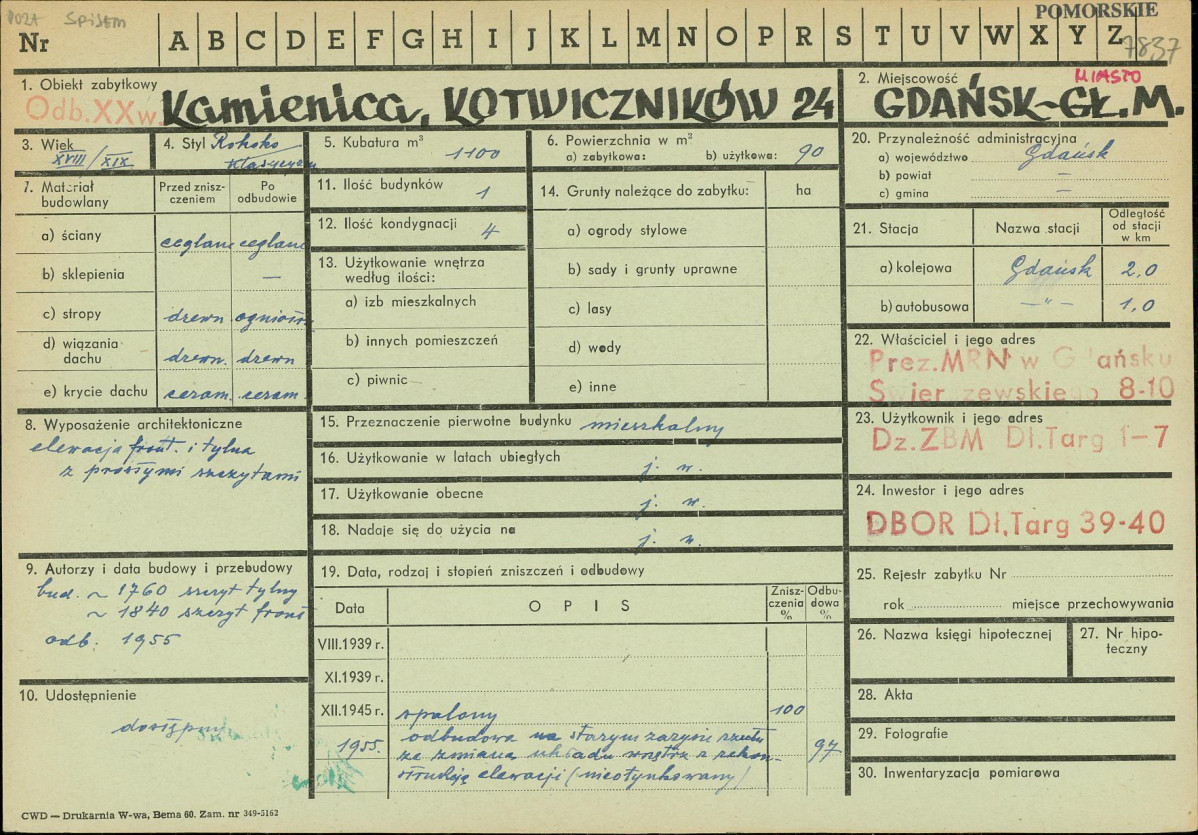 poza spisem
POMORSKIE
Nr A B C D E F G H I J K L M N O P R S T U V W X Y Z
7837
1. Obiekt zabytkowy
Odb.XXw Kamienica, KOTWICZNIKÓW 24
2. Miejscowość MIASTO
GDAŃSK-GŁ.M.
3. Wiek
XVIII/XIX
4. Styl Rokoko
klasycyzm
5. Kubatura m³ 1100
6. Powierzchnia w m²
a) zabytkowa: b) użytkowa: 90
7. Materiał budowlany
Przed zniszczeniem
Po odbudowie
a) ściany ceglane ceglane
b) sklepienia —
c) stropy drewn ogniotr.
d) wiązania dachu drewn. drewn
e) krycie dachu ceram. ceram.
8. Wyposażenie architektoniczne
elewacja front. i tylna
z prostymi szczytami
9. Autorzy i data budowy i przebudowy
bud. ~ 1760 szczyt tylny
~ 1840 szczyt front
odb. 1955
10. Udostępnienie
dostępny
11. Ilość budynków 1
12. Ilość kondygnacji 4
13. Użytkowanie wnętrza
według ilości:
a) izb mieszkalnych
b) innych pomieszczeń
c) piwnic
14. Grunty należące do zabytku: ha
a) ogrody stylowe
b) sady i grunty uprawne
c) lasy
d) wody
e) inne
15. Przeznaczenie pierwotne budynku mieszkalny
16. Użytkowanie w latach ubiegłych j. w.
17. Użytkowanie obecne j. w.
18. Nadaje się do użycia na j. w.
19. Data, rodzaj i stopień zniszczeń i odbudowy
Data OPIS Zniszczenia % Odbudowa %
VIII.1939 r.
XI.1939 r.
XII.1945 r. spalony 100
1955. odbudowa na starym zarysie rzutu
ze zmianą układu wnętrz z rekon- 97
strukcją elewacji (nieotynkowany)
20. Przynależność administracyjna
a) województwo Gdańsk
b) powiat —
c) gmina —
21. Stacja Nazwa stacji Odległość od stacji w km
a) kolejowa Gdańsk 2,0
b) autobusowa —„— 1,0
22. Właściciel i jego adres
Prez.MRN w Gdańsku
Świerczewskiego 8-10
23. Użytkownik i jego adres
Dz.ZBM Dł.Targ 1-7
24. Inwestor i jego adres
DBOR Dł.Targ 39-40
25. Rejestr zabytku Nr
rok miejsce przechowywania
26. Nazwa księgi hipotecznej
27. Nr hipoteczny
28. Akta
29. Fotografie
30. Inwentaryzacja pomiarowa
CWD — Drukarnia W-wa, Bema 60. Zam. nr 349-5162